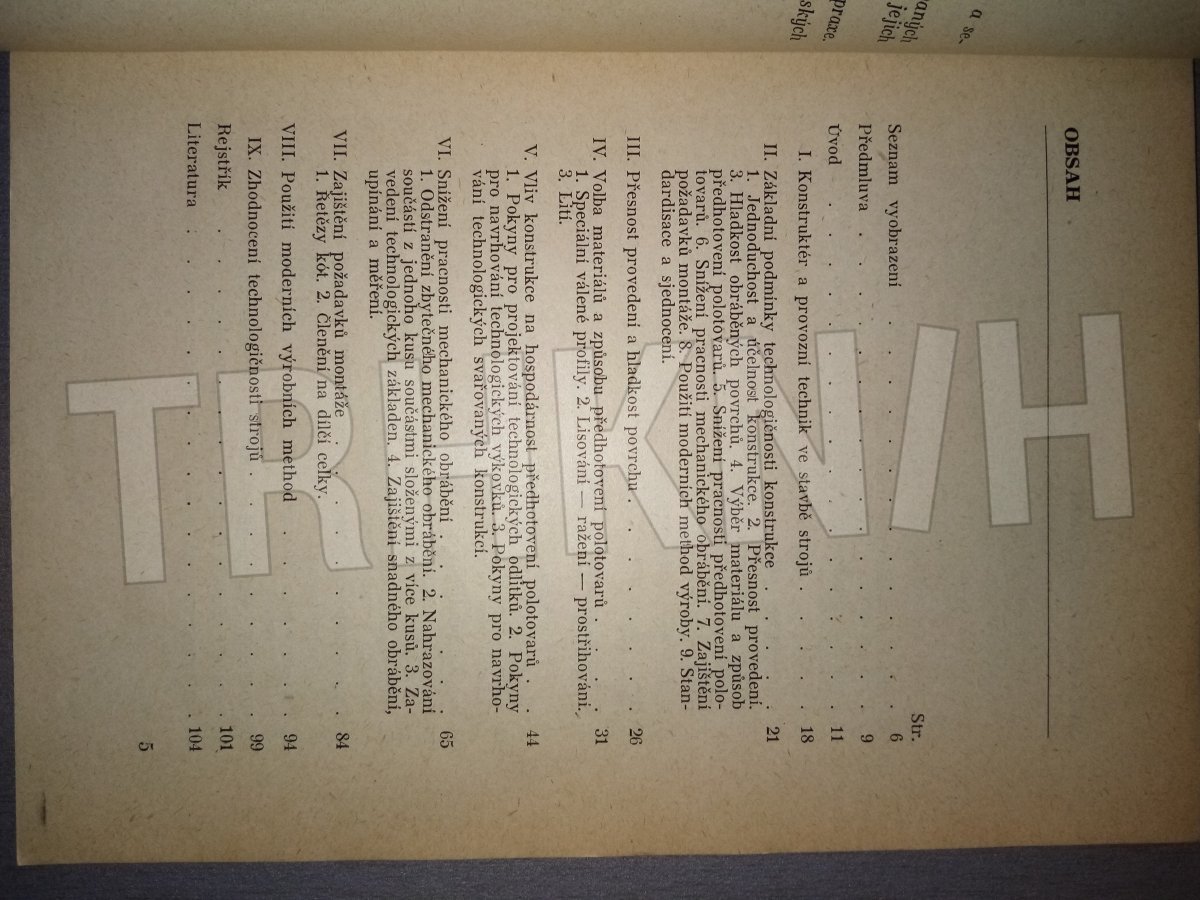 a se
aných
jejich
praxe.
ských
OBSAH
Str.
Seznam vyobrazení . . . . . . . . . . 6
Předmluva . . . . . . . . . . . . 9
Úvod . . . . . . . . . . . . . 11
I. Konstruktér a provozní technik ve stavbě strojů . . . . 18
II. Základní podmínky technologičnosti konstrukce . . . . 21
1. Jednoduchost a účelnost konstrukce. 2. Přesnost provedení.
3. Hladkost obráběných povrchů. 4. Výběr materiálu a způsob
předhotovení polotovarů. 5. Snížení pracnosti předhotovení polo-
tovarů. 6. Snížení pracnosti mechanického obrábění. 7. Zajištění
požadavků montáže. 8. Použití moderních method výroby. 9. Stan-
dardisace a sjednocení.
III. Přesnost provedení a hladkost povrchu . . . . . . 26
IV. Volba materiálů a způsobu předhotovení polotovarů . . . 31
1. Speciální válené profily. 2. Lisování — ražení — prostřihování.
3. Lití.
V. Vliv konstrukce na hospodárnost předhotovení polotovarů . . 44
1. Pokyny pro projektování technologických odlitků. 2. Pokyny
pro navrhování technologických výkovků. 3. Pokyny pro navrho-
vání technologických svařovaných konstrukcí.
VI. Snížení pracnosti mechanického obrábění . . . . . 65
1. Odstranění zbytečného mechanického obrábění. 2. Nahrazování
součástí z jednoho kusu součástmi složenými z více kusů. 3. Za-
vedení technologických základen. 4. Zajištění snadného obrábění,
upínání a měření.
VII. Zajištění požadavků montáže . . . . . . . . 84
1. Řetězy kót. 2. Členění na dílčí celky.
VIII. Použití moderních výrobních method . . . . . . 94
IX. Zhodnocení technologičnosti strojů . . . . . . . 99
Rejstřík . . . . . . . . . . . . . 101
Literatura . . . . . . . . . . . . 104
5